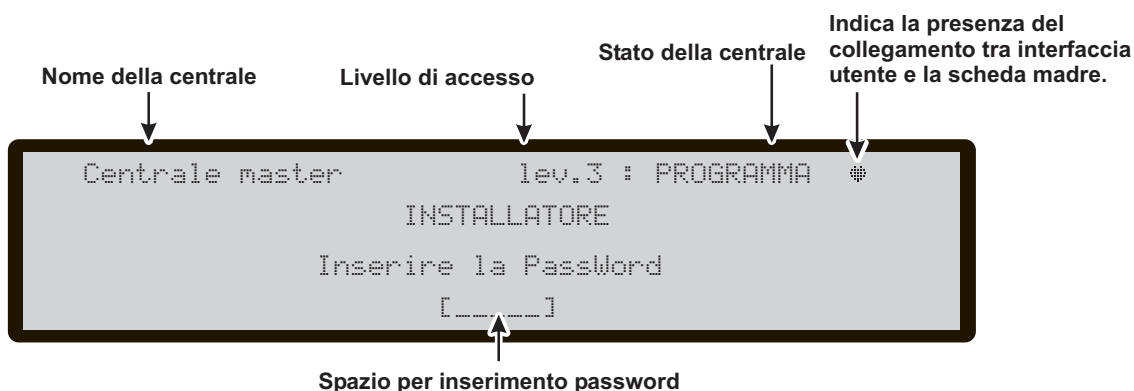 Indica la presenza del
collegamento tra interfaccia
utente e la scheda madre.
Stato della centrale
Nome della centrale
Livello di accesso
Centrale master lev.3 : PROGRAMMA
INSTALLATORE
Inserire la PassWord
[_____]
Spazio per inserimento password